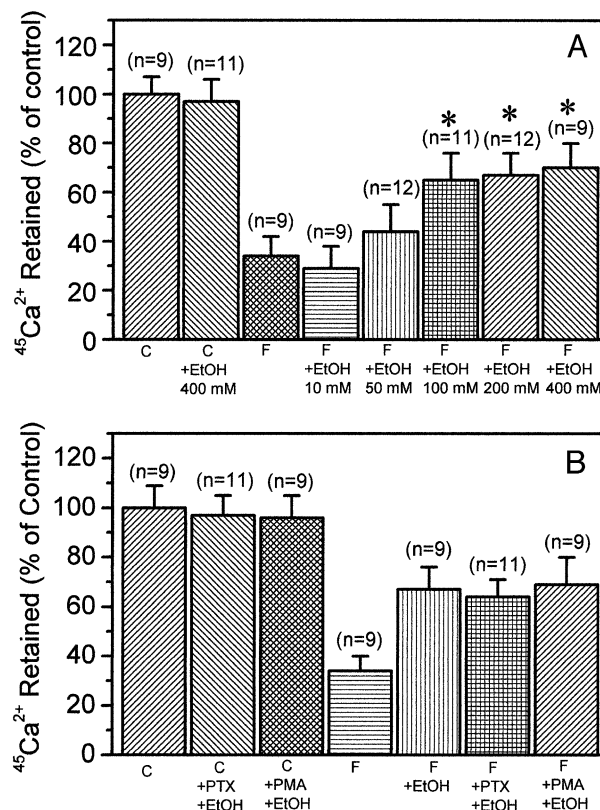 A
120
100
80
60
40
20
0
⁴⁵Ca²⁺ Retained (% of control)
(n=9)
(n=11)
(n=9)
(n=9)
(n=12)
*
(n=11)
*
(n=12)
*
(n=9)
C C F F F F F F
+EtOH +EtOH +EtOH +EtOH +EtOH +EtOH
400 mM 10 mM 50 mM 100 mM 200 mM 400 mM
B
120
100
80
60
40
20
0
⁴⁵Ca²⁺ Retained (% of Control)
(n=9)
(n=11)
(n=9)
(n=9)
(n=9)
(n=11)
(n=9)
C C C F F F F
+PTX +PMA +EtOH +PTX +PMA
+EtOH +EtOH +EtOH +EtOH